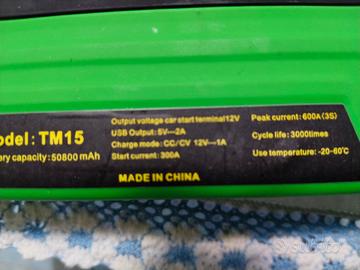 odel: TM15
ery capacity: 50800 mAh
Output voltage car start terminal 12V
USB Output: 5V—2A
Charge mode: CC/CV 12V—1A
Start current: 300A
Peak current: 600A (3S)
Cycle life: 3000times
Use temperature: -20-60℃
MADE IN CHINA